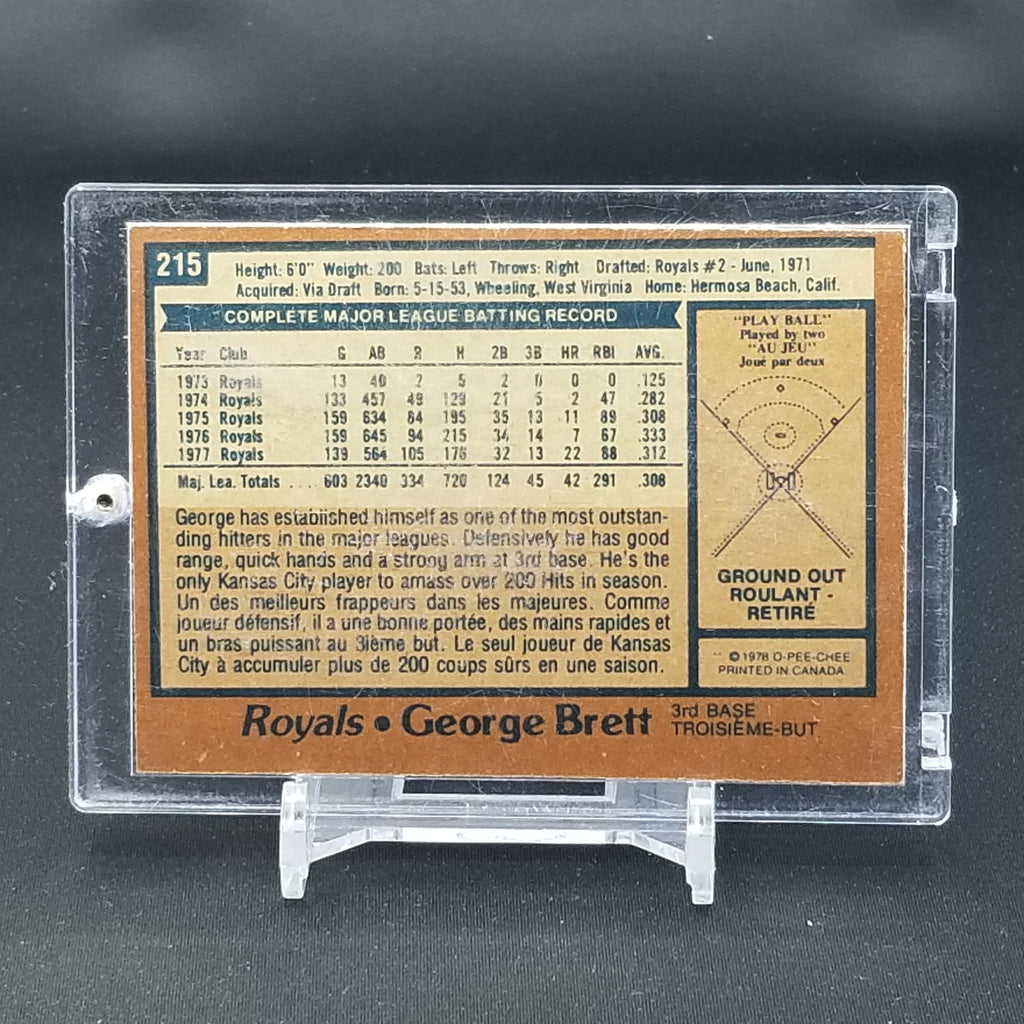 215
Height: 6'0" Weight: 200 Bats: Left Throws: Right Drafted: Royals #2 - June, 1971
Acquired: Via Draft Born: 5-15-53, Wheeling, West Virginia Home: Hermosa Beach, Calif.
COMPLETE MAJOR LEAGUE BATTING RECORD
Year Club G AB R H 2B 3B HR RBI AVG.
1973 Royals 13 40 2 5 2 0 0 0 .125
1974 Royals 133 457 49 129 21 5 2 47 .282
1975 Royals 159 634 84 195 35 13 11 89 .308
1976 Royals 159 645 94 215 34 14 7 67 .333
1977 Royals 139 564 105 176 32 13 22 88 .312
Maj. Lea. Totals .... 603 2340 334 720 124 45 42 291 .308
George has established himself as one of the most outstan-
ding hitters in the major leagues. Defensively he has good
range, quick hands and a strong arm at 3rd base. He's the
only Kansas City player to amass over 200 Hits in season.
Un des meilleurs frappeurs dans les majeures. Comme
joueur défensif, il a une bonne portée, des mains rapides et
un bras puissant au 3ième but. Le seul joueur de Kansas
City à accumuler plus de 200 coups sûrs en une saison.
"PLAY BALL"
Played by two
"AU JEU"
Joué par deux
GROUND OUT
ROULANT -
RETIRÉ
© 1978 O-PEE-CHEE
PRINTED IN CANADA
Royals • George Brett
3rd BASE
TROISIÈME-BUT